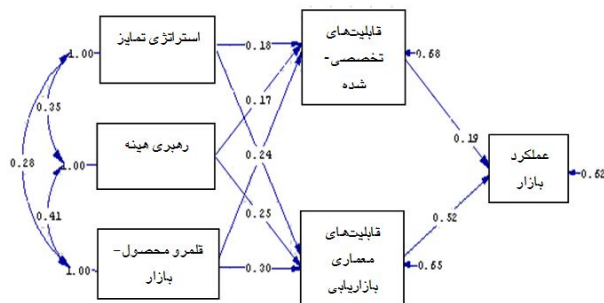 1.00
استراتژی تمایز
0.18
قابلیت‌های
تخصصی-
شده
0.68
0.35
0.17
0.28
1.00
رهبری هینه
0.24
0.19
عملکرد
بازار
0.62
0.41
0.25
0.52
1.00
قلمرو محصول-
بازار
0.30
قابلیت‌های
معماری
بازاریابی
0.65